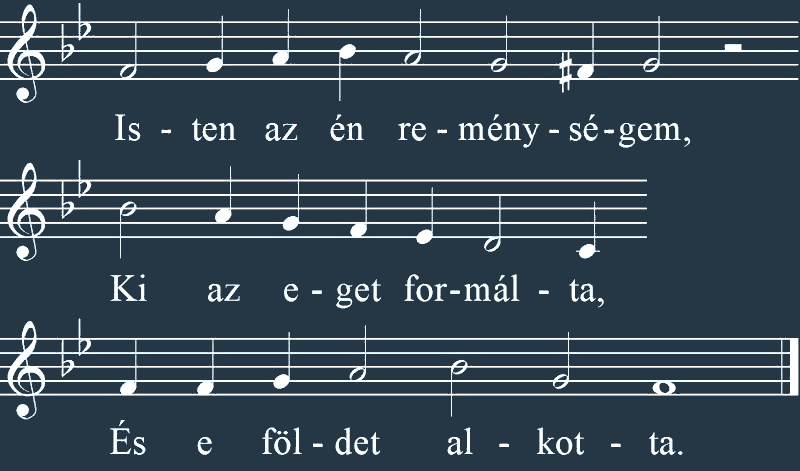 Is - ten az én re - mény - sé - gem,
Ki az e - get for - mál - ta,
És e föl - det al - kot - ta.